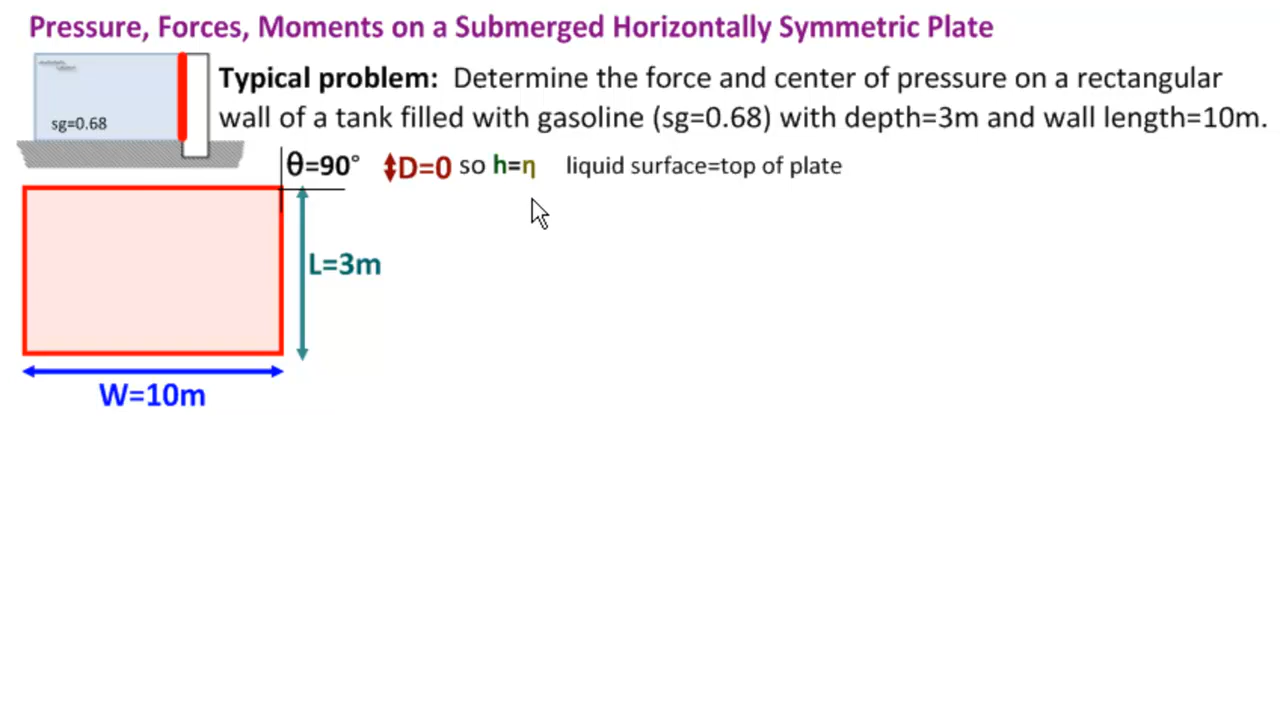 Pressure, Forces, Moments on a Submerged Horizontally Symmetric Plate
Typical problem: Determine the force and center of pressure on a rectangular
wall of a tank filled with gasoline (sg=0.68) with depth=3m and wall length=10m.
sg=0.68
θ=90° D=0 so h=η liquid surface=top of plate
L=3m
W=10m